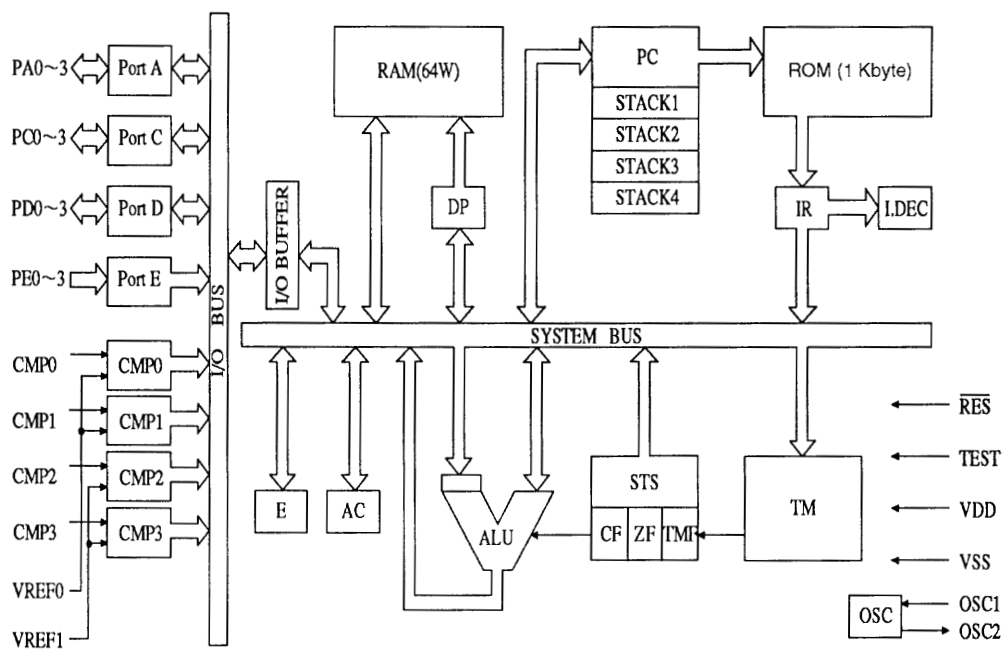 PA0～3
Port A
PC0～3
Port C
PD0～3
Port D
PE0～3
Port E
CMP0
CMP0
CMP1
CMP1
CMP2
CMP2
CMP3
CMP3
VREF0
VREF1
I/O BUS
I/O BUFFER
RAM(64W)
DP
PC
STACK1
STACK2
STACK3
STACK4
ROM (1 Kbyte)
IR
I.DEC
SYSTEM BUS
E
AC
ALU
STS
CF
ZF
TMF
TM
RES
TEST
VDD
VSS
OSC
OSC1
OSC2